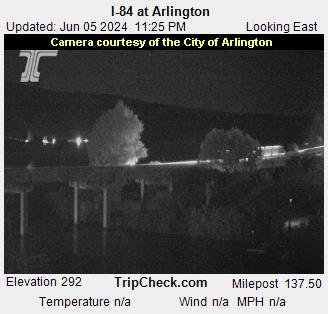 I-84 at Arlington
Updated: Jun 05 2024 11:25 PM Looking East
Camera courtesy of the City of Arlington
Elevation 292 TripCheck.com Milepost 137.50
Temperature n/a Wind n/a MPH n/a